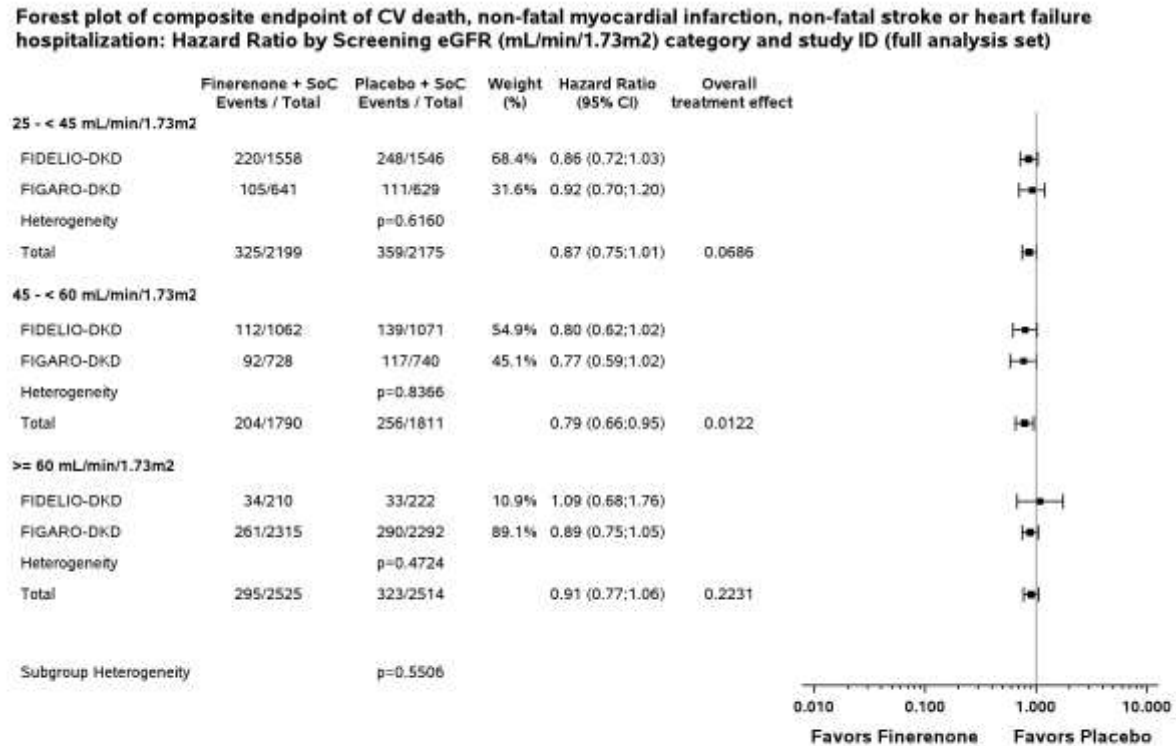 Forest plot of composite endpoint of CV death, non-fatal myocardial infarction, non-fatal stroke or heart failure
hospitalization: Hazard Ratio by Screening eGFR (mL/min/1.73m2) category and study ID (full analysis set)
Finerenone + SoC Placebo + SoC Weight Hazard Ratio Overall
Events / Total Events / Total (%) (95% CI) treatment effect
25 - < 45 mL/min/1.73m2
FIDELIO-DKD 220/1558 248/1546 68.4% 0.86 (0.72;1.03)
FIGARO-DKD 105/641 111/629 31.6% 0.92 (0.70;1.20)
Heterogeneity p=0.6160
Total 325/2199 359/2175 0.87 (0.75;1.01) 0.0686
45 - < 60 mL/min/1.73m2
FIDELIO-DKD 112/1062 139/1071 54.9% 0.80 (0.62;1.02)
FIGARO-DKD 92/728 117/740 45.1% 0.77 (0.59;1.02)
Heterogeneity p=0.8366
Total 204/1790 256/1811 0.79 (0.66;0.95) 0.0122
>= 60 mL/min/1.73m2
FIDELIO-DKD 34/210 33/222 10.9% 1.09 (0.68;1.76)
FIGARO-DKD 261/2315 290/2292 89.1% 0.89 (0.75;1.05)
Heterogeneity p=0.4724
Total 295/2525 323/2514 0.91 (0.77;1.06) 0.2231
Subgroup Heterogeneity p=0.5506
0.010 0.100 1.000 10.000
Favors Finerenone Favors Placebo